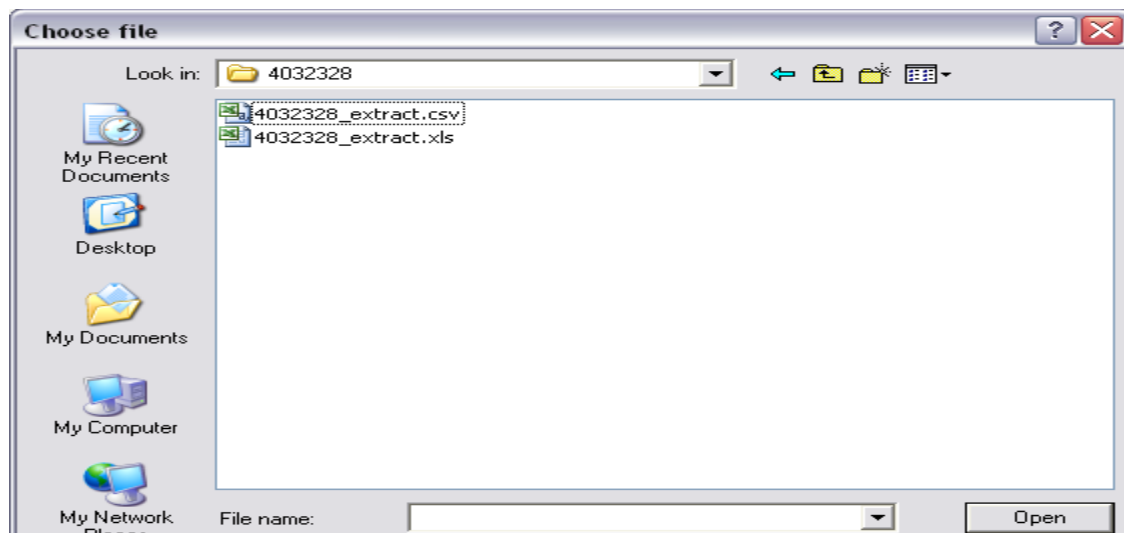 Choose file
Look in:
4032328
4032328_extract.csv
4032328_extract.xls
My Recent
Documents
Desktop
My Documents
My Computer
My Network
File name:
Open